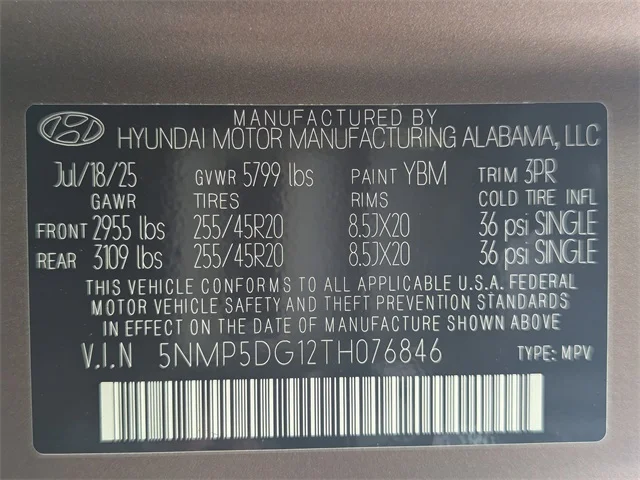 MANUFACTURED BY
HYUNDAI MOTOR MANUFACTURING ALABAMA, LLC
Jul/18/25 GVWR 5799 lbs PAINT YBM TRIM 3PR
GAWR TIRES RIMS COLD TIRE INFL
FRONT 2955 lbs 255/45R20 8.5JX20 36 psi SINGLE
REAR 3109 lbs 255/45R20 8.5JX20 36 psi SINGLE
THIS VEHICLE CONFORMS TO ALL APPLICABLE U.S.A. FEDERAL
MOTOR VEHICLE SAFETY AND THEFT PREVENTION STANDARDS
IN EFFECT ON THE DATE OF MANUFACTURE SHOWN ABOVE
V.I.N 5NMP5DG12TH076846 TYPE: MPV